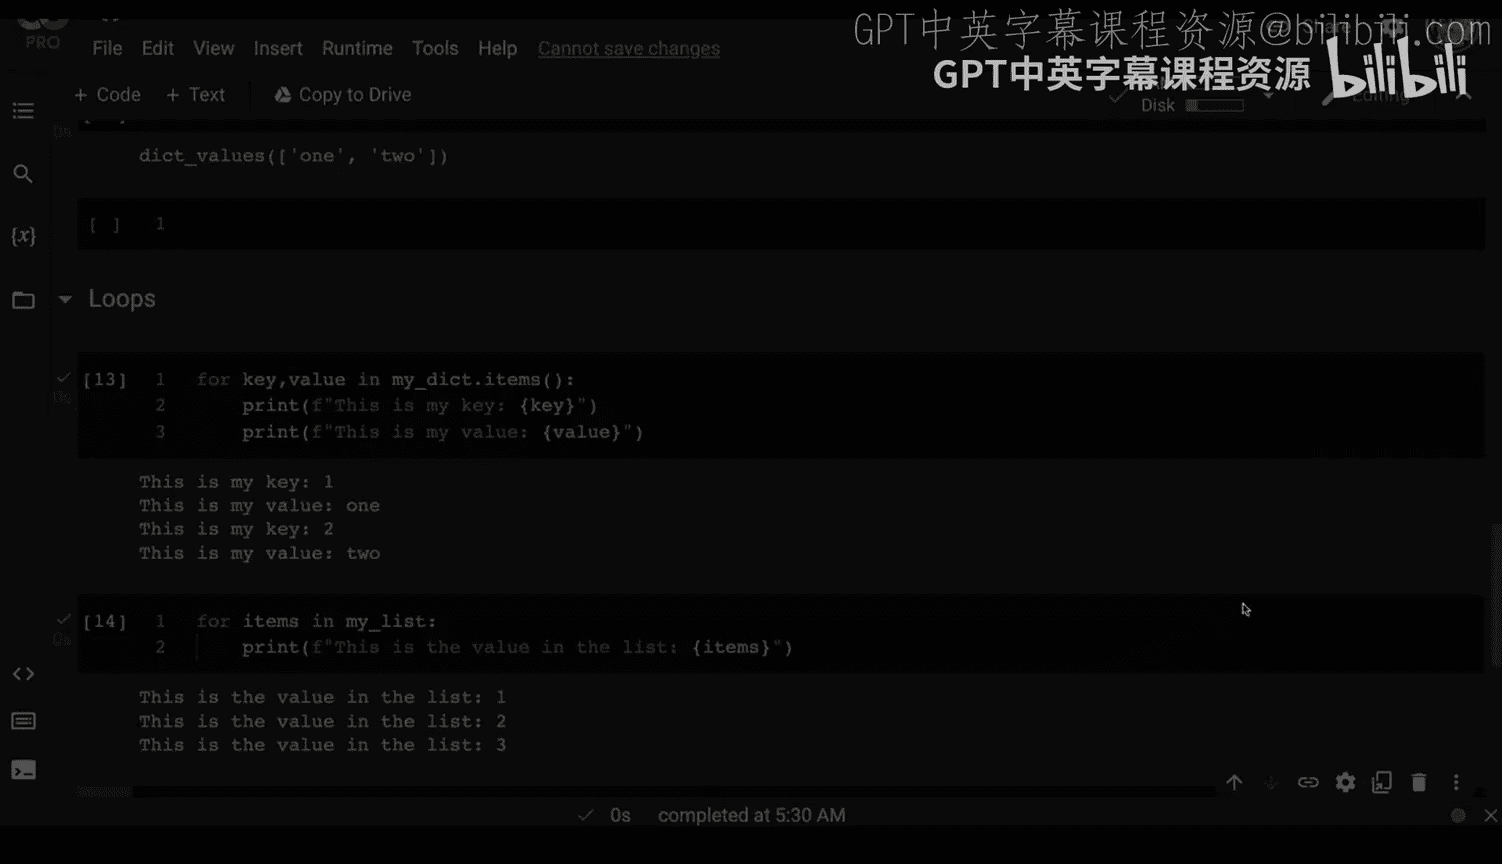 GPT中英字幕课程资源@bilibili.com
GPT中英字幕课程资源 bilibili
PRO
File Edit View Insert Runtime Tools Help Cannot save changes
+ Code + Text Copy to Drive
Disk
Editing
0s
dict_values(['one', 'two'])
[ ] 1
{x}
Loops
[13] 1 for key,value in my_dict.items():
0s
2 print(f"This is my key: {key}")
3 print(f"This is my value: {value}")
This is my key: 1
This is my value: one
This is my key: 2
This is my value: two
[14] 1 for items in my_list:
0s
2 print(f"This is the value in the list: {items}")
This is the value in the list: 1
This is the value in the list: 2
This is the value in the list: 3
0s completed at 5:30 AM